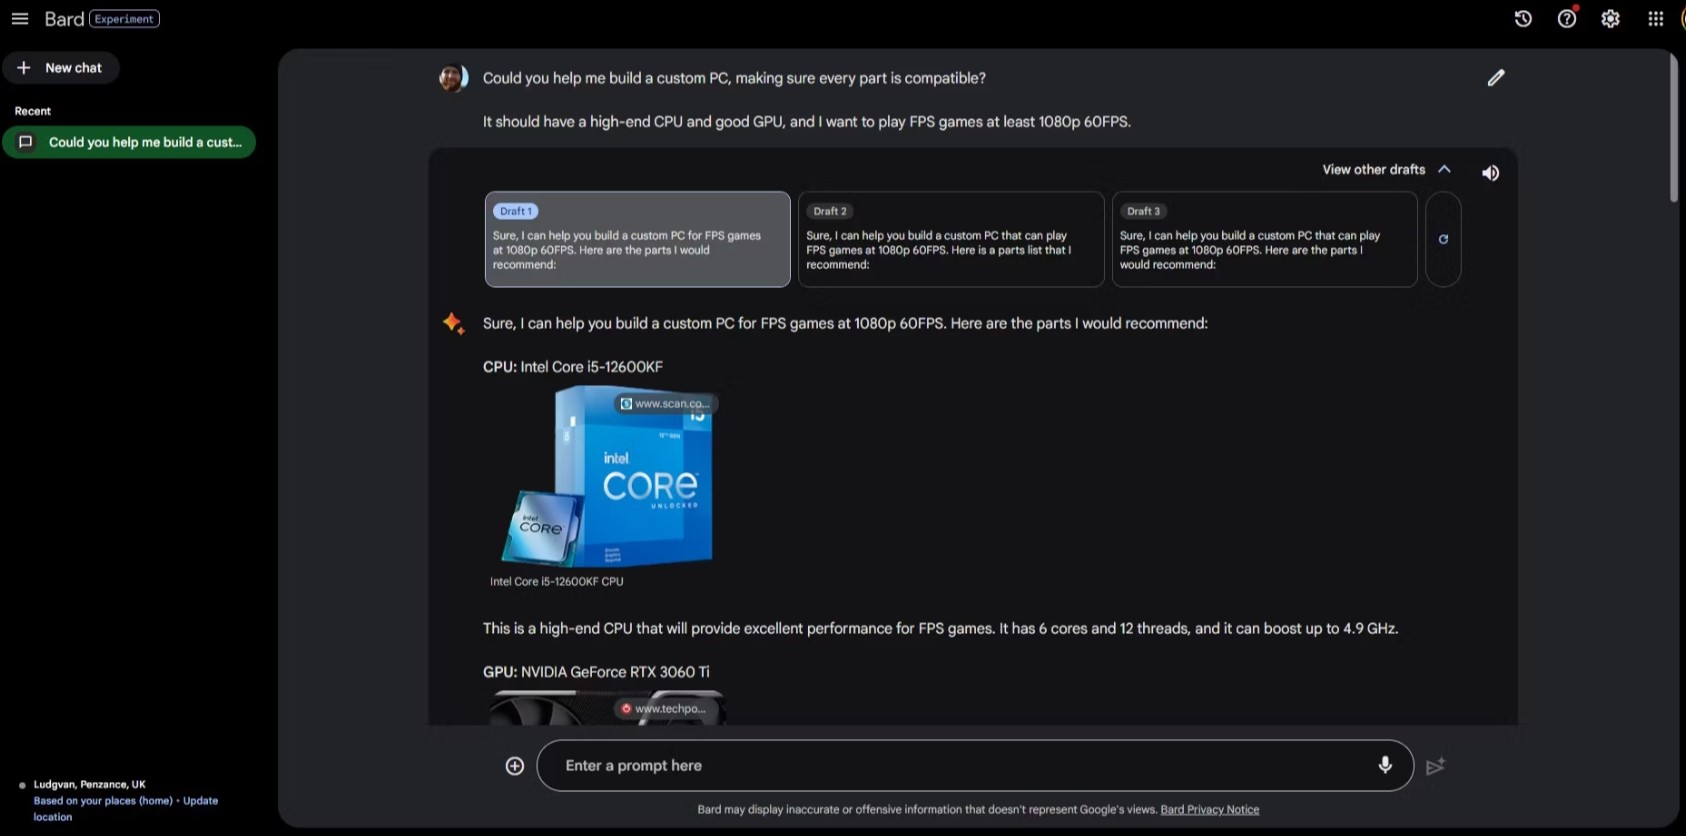 Bard Experiment
New chat
Recent
Could you help me build a cust...
Could you help me build a custom PC, making sure every part is compatible?
It should have a high-end CPU and good GPU, and I want to play FPS games at least 1080p 60FPS.
View other drafts
Draft 1
Sure, I can help you build a custom PC for FPS games
at 1080p 60FPS. Here are the parts I would
recommend:
Draft 2
Sure, I can help you build a custom PC that can play
FPS games at 1080p 60FPS. Here is a parts list that I
recommend:
Draft 3
Sure, I can help you build a custom PC that can play
FPS games at 1080p 60FPS. Here are the parts I
would recommend:
Sure, I can help you build a custom PC for FPS games at 1080p 60FPS. Here are the parts I would recommend:
CPU: Intel Core i5-12600KF
www.scan.co...
i5
intel
CORE
UNLOCKED
intel
CORE
Intel Core i5-12600KF CPU
This is a high-end CPU that will provide excellent performance for FPS games. It has 6 cores and 12 threads, and it can boost up to 4.9 GHz.
GPU: NVIDIA GeForce RTX 3060 Ti
www.techpo...
Enter a prompt here
Bard may display inaccurate or offensive information that doesn't represent Google's views. Bard Privacy Notice
Ludgvan, Penzance, UK
Based on your places (home) • Update
location